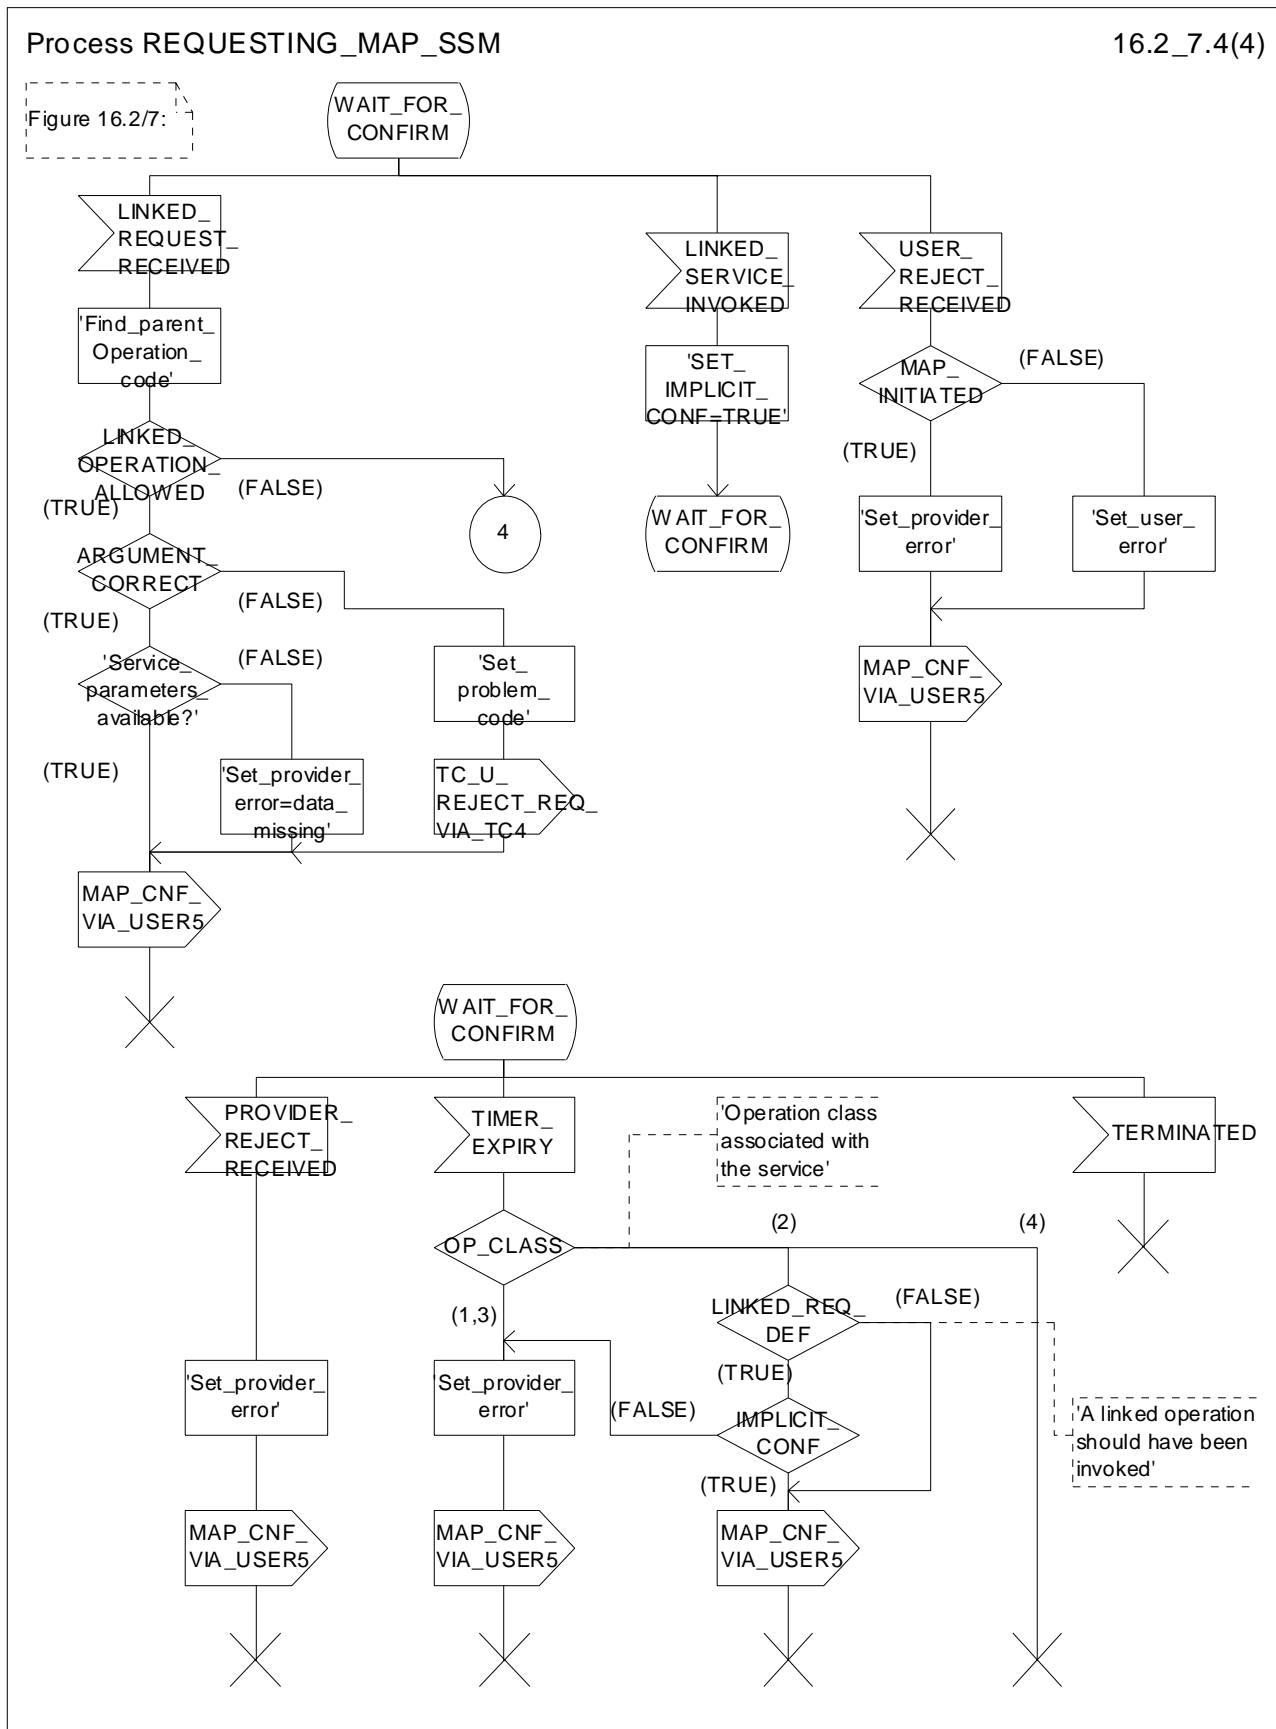 Process REQUESTING_MAP_SSM
16.2_7.4(4)
Figure 16.2/7:
WAIT_FOR_
CONFIRM
LINKED_
REQUEST_
RECEIVED
LINKED_
SERVICE_
INVOKED
USER_
REJECT_
RECEIVED
'Find_parent_
Operation_
code'
'SET_
IMPLICIT_
CONF=TRUE'
MAP_
INITIATED
(FALSE)
(TRUE)
LINKED_
OPERATION_
ALLOWED
(FALSE)
(TRUE)
4
WAIT_FOR_
CONFIRM
'Set_provider_
error'
'Set_user_
error'
ARGUMENT_
CORRECT
(FALSE)
(TRUE)
'Service_
parameters_
available?'
(FALSE)
(TRUE)
'Set_
problem_
code'
MAP_CNF_
VIA_USER5
'Set_provider_
error=data_
missing'
TC_U_
REJECT_REQ_
VIA_TC4
MAP_CNF_
VIA_USER5
WAIT_FOR_
CONFIRM
PROVIDER_
REJECT_
RECEIVED
TIMER_
EXPIRY
'Operation class
associated with
the service'
TERMINATED
OP_CLASS
(2)
(4)
(1,3)
LINKED_REQ_
DEF
(FALSE)
(TRUE)
'Set_provider_
error'
'Set_provider_
error'
(FALSE)
IMPLICIT_
CONF
(TRUE)
'A linked operation
should have been
invoked'
MAP_CNF_
VIA_USER5
MAP_CNF_
VIA_USER5
MAP_CNF_
VIA_USER5